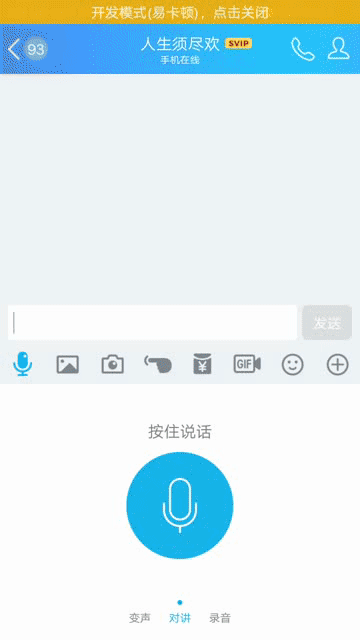 开发模式(易卡顿)，点击关闭
93
人生须尽欢 SVIP
手机在线
发送
¥
GIF
按住说话
变声 对讲 录音